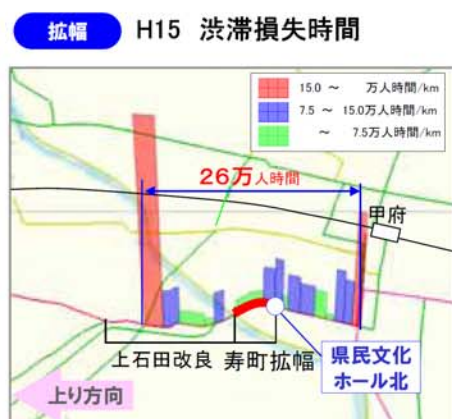 拡幅 H15 渋滞損失時間
15.0 ～ 万人時間/km
7.5 ～ 15.0万人時間/km
～ 7.5万人時間/km
26万人時間
甲府
上石田改良 寿町拡幅
県民文化
ホール北
上り方向